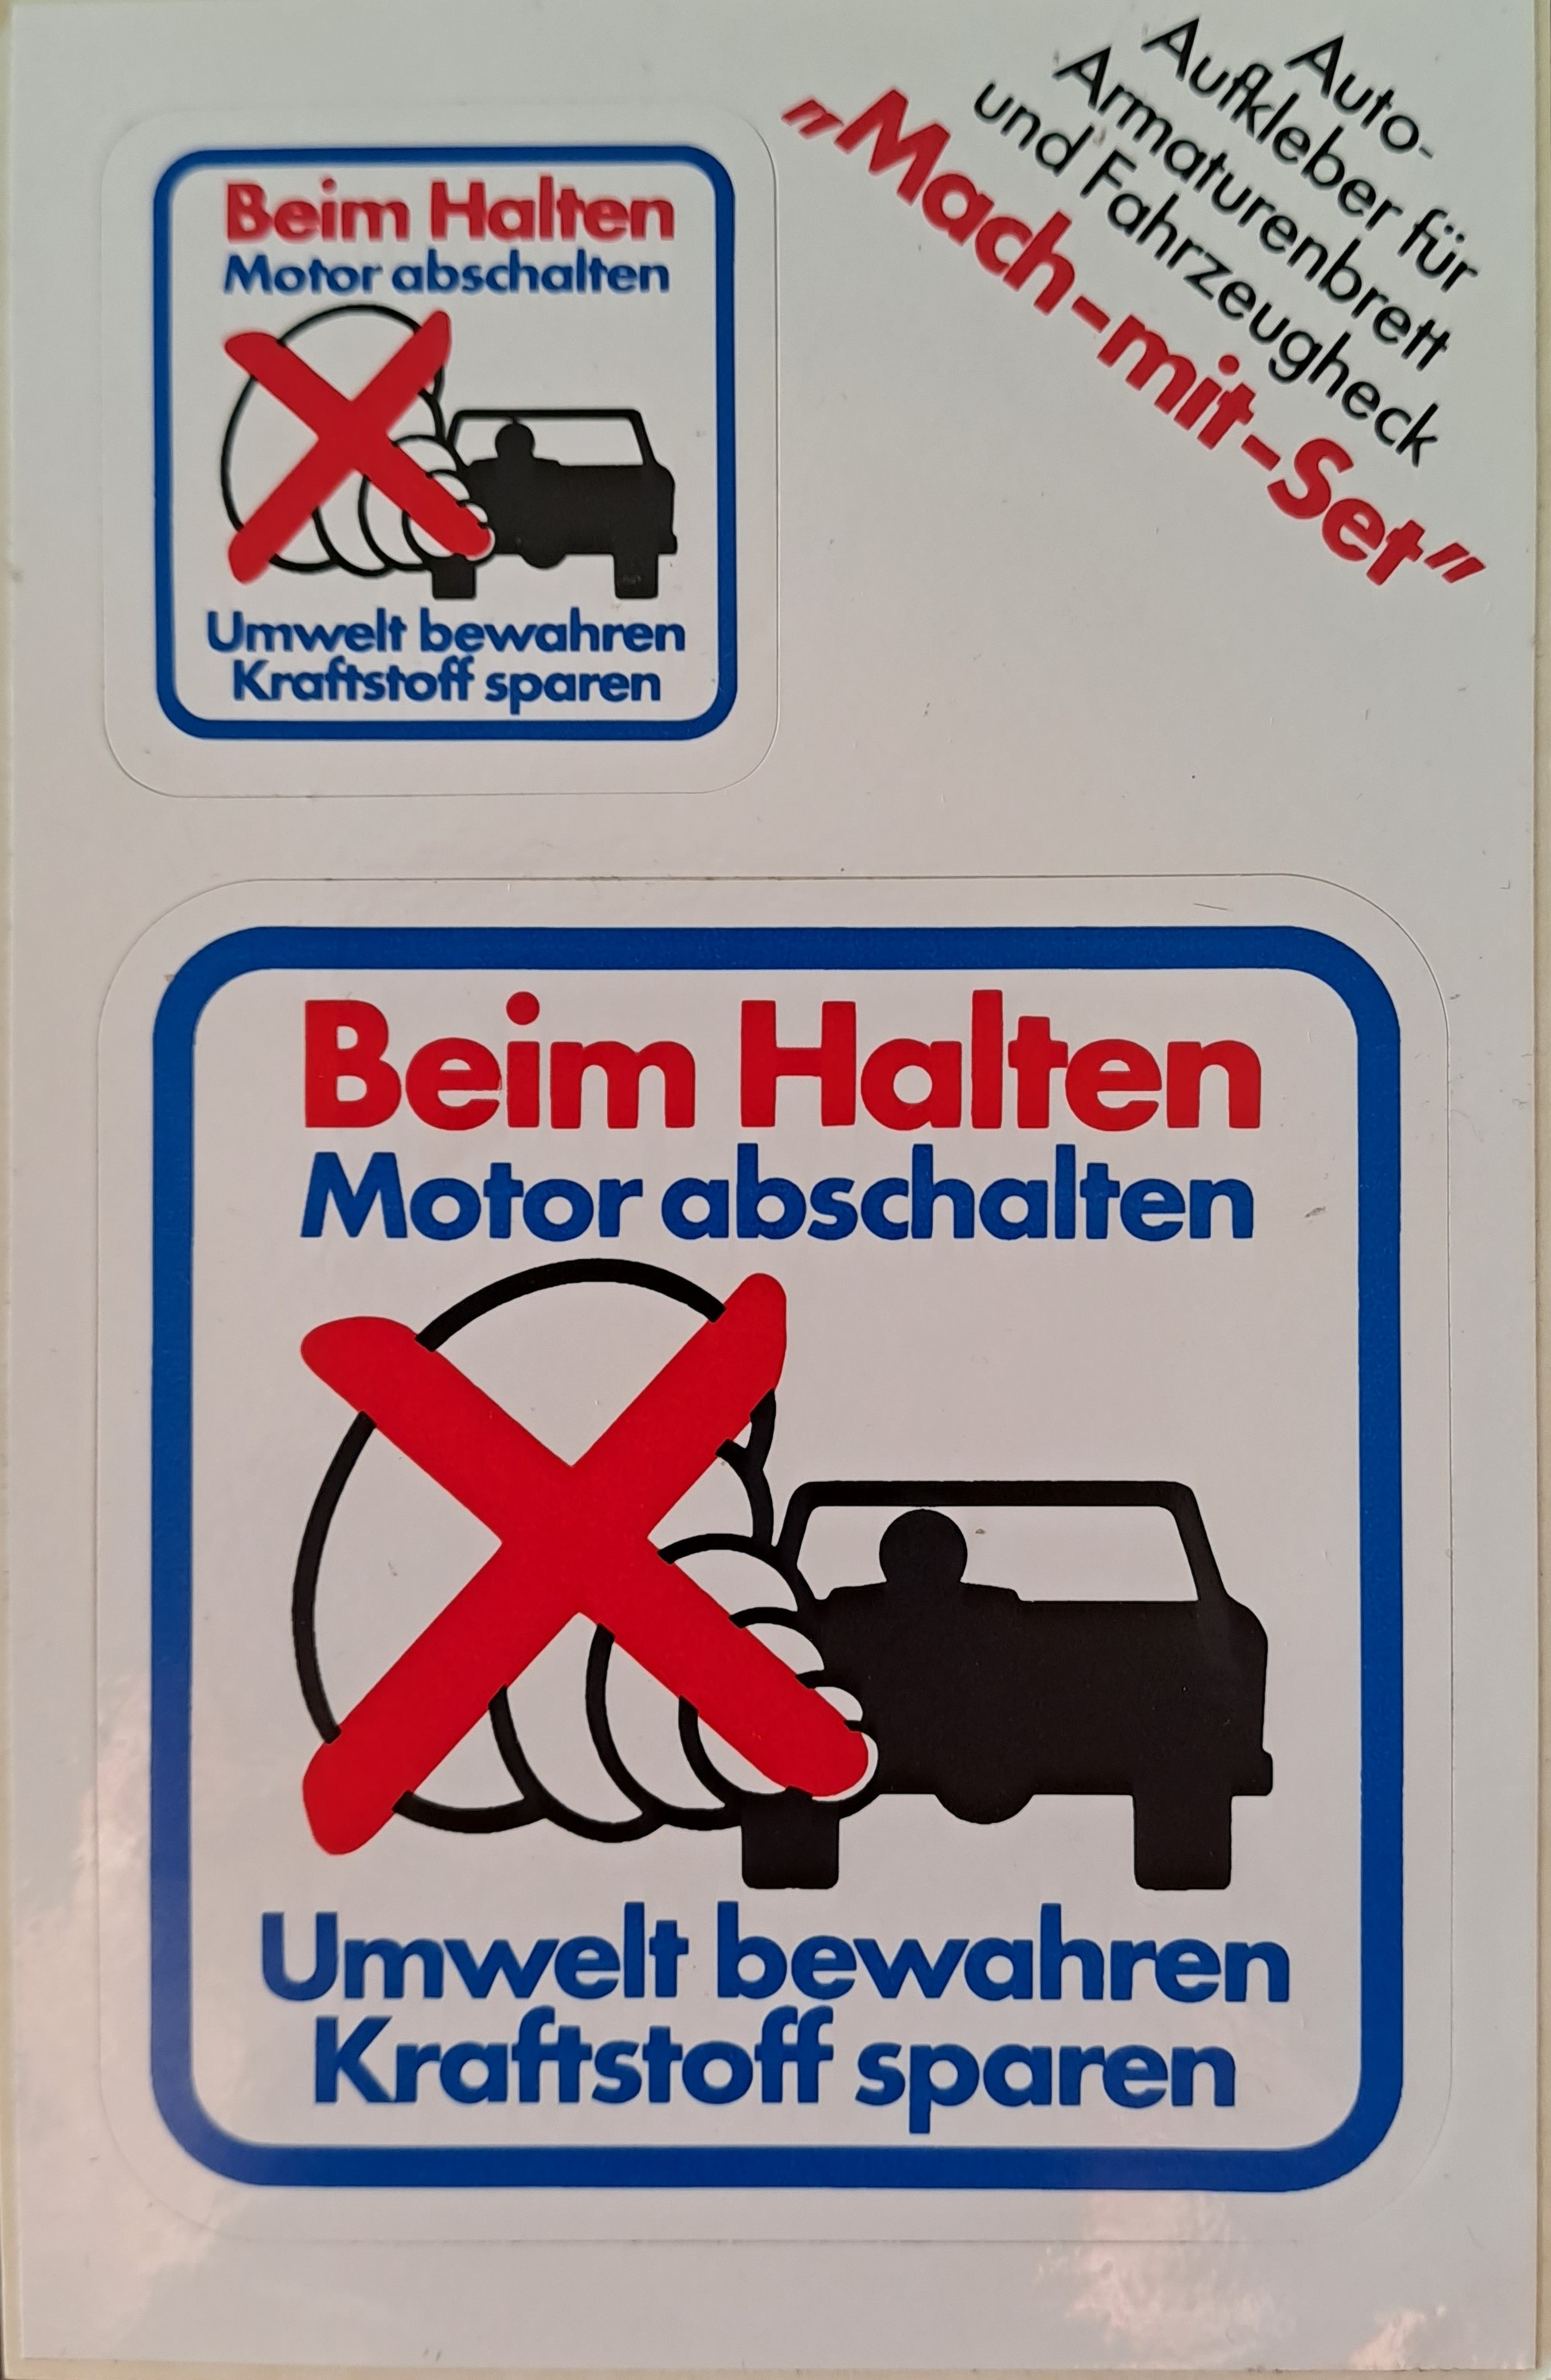 Auto-
Aufkleber für
Armaturenbrett
und Fahrzeugheck
„Mach-mit-Set”
Beim Halten
Motor abschalten
Umwelt bewahren
Kraftstoff sparen
Beim Halten
Motor abschalten
Umwelt bewahren
Kraftstoff sparen